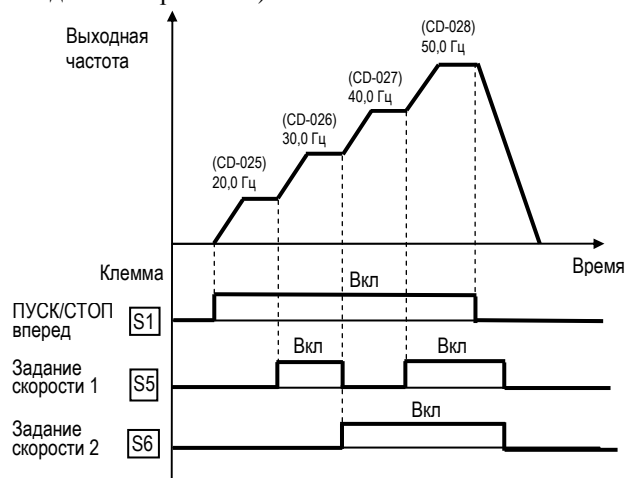 Выходная
частота
(CD-028)
50,0 Гц
(CD-027)
40,0 Гц
(CD-026)
30,0 Гц
(CD-025)
20,0 Гц
Время
Клемма
Вкл
ПУСК/СТОП
вперед
S1
Вкл
Вкл
Задание
скорости 1
S5
Вкл
Задание
скорости 2
S6